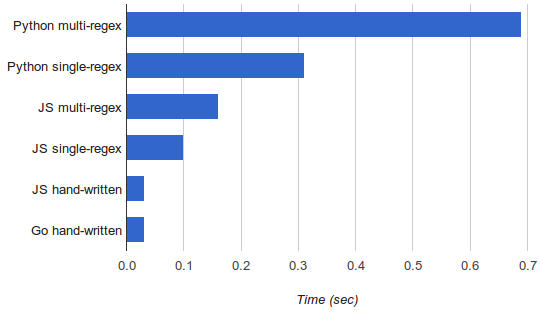 Python multi-regex
Python single-regex
JS multi-regex
JS single-regex
JS hand-written
Go hand-written
0.0 0.1 0.2 0.3 0.4 0.5 0.6 0.7
Time (sec)